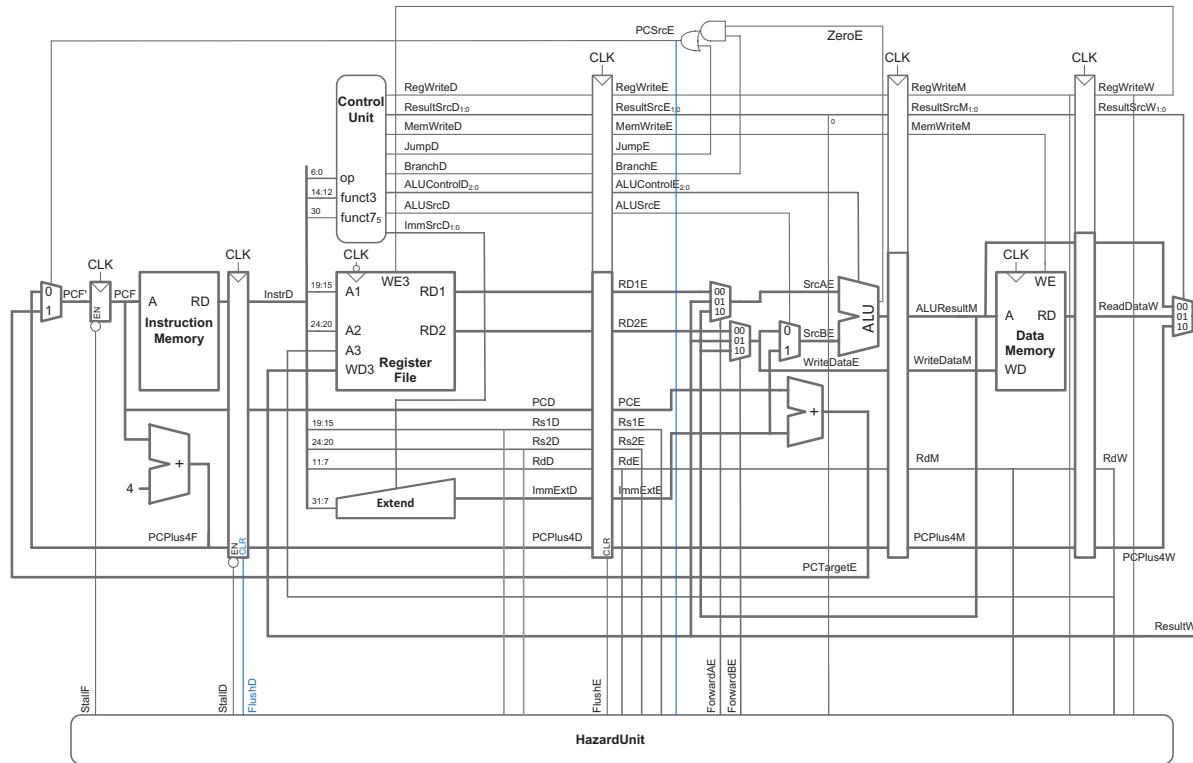 PCSrcE
ZeroE
CLK
CLK
CLK
Control
Unit
op
funct3
funct7₅
6:0
14:12
30
RegWriteD
ResultSrcD₁:₀
MemWriteD
JumpD
BranchD
ALUControlD₂:₀
ALUSrcD
ImmSrcD₁:₀
RegWriteE
ResultSrcE₁:₀
MemWriteE
JumpE
BranchE
ALUControlE₂:₀
ALUSrcE
RegWriteM
ResultSrcM₁:₀
MemWriteM
0
RegWriteW
ResultSrcW₁:₀
CLK
CLK
CLK
CLK
0
1
PCF'
EN
PCF
A RD
Instruction
Memory
InstrD
19:15
24:20
A1
A2
A3
WD3
WE3
RD1
RD2
Register
File
RD1E
RD2E
00
01
10
00
01
10
SrcAE
0
1
SrcBE
ALU
WriteDataE
ALUResultM
WriteDataM
WE
A RD
Data
Memory
WD
ReadDataW
00
01
10
PCD
PCE
19:15
Rs1D
Rs1E
24:20
Rs2D
Rs2E
11:7
RdD
RdE
RdM
RdW
+
4
+
31:7
Extend
ImmExtD
ImmExtE
PCPlus4F
EN
CLR
PCPlus4D
CLR
PCPlus4M
PCPlus4W
PCTargetE
ResultW
StallF
StallD
FlushD
FlushE
ForwardAE
ForwardBE
HazardUnit